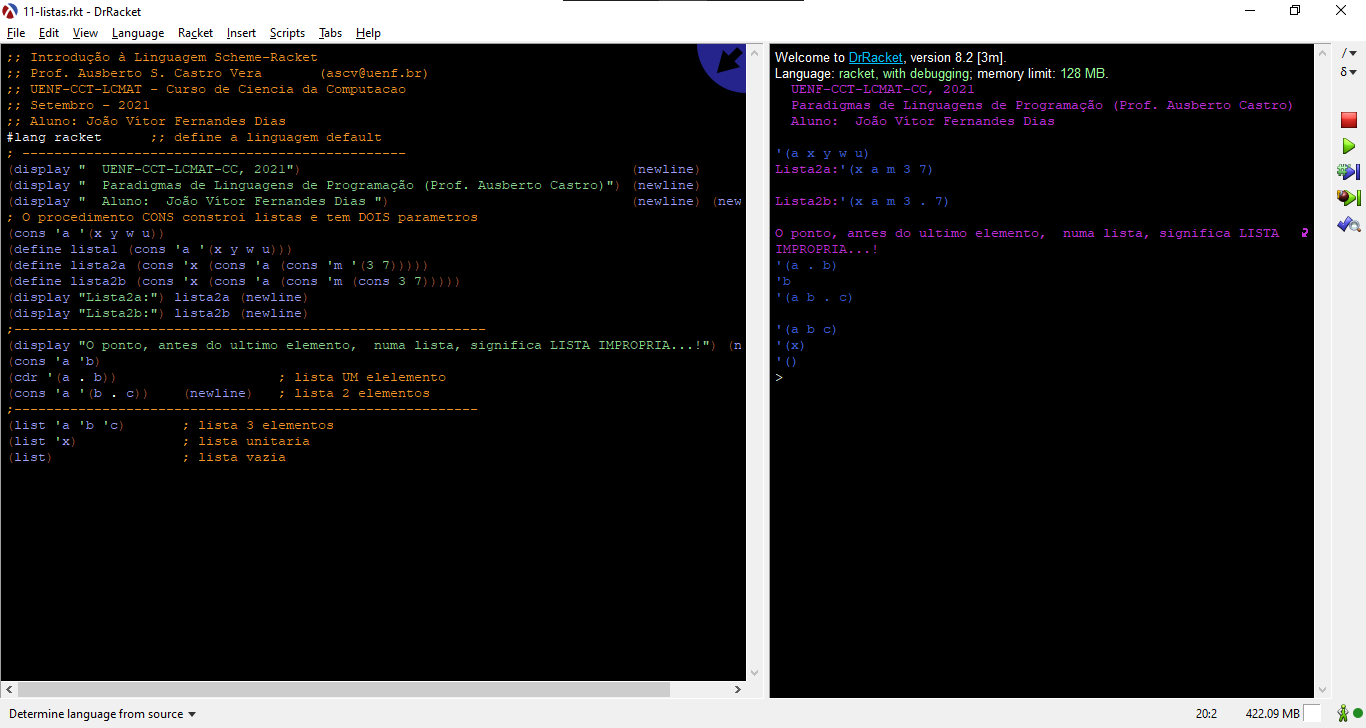 11-listas.rkt - DrRacket
File Edit View Language Racket Insert Scripts Tabs Help
;; Introdução à Linguagem Scheme-Racket
;; Prof. Ausberto S. Castro Vera (ascv@uenf.br)
;; UENF-CCT-LCMAT - Curso de Ciencia da Computacao
;; Setembro - 2021
;; Aluno: João Vítor Fernandes Dias
#lang racket ;; define a linguagem default
; ------------------------------------------------
(display "  UENF-CCT-LCMAT-CC, 2021") (newline)
(display "  Paradigmas de Linguagens de Programação (Prof. Ausberto Castro)") (newline)
(display "  Aluno:  João Vítor Fernandes Dias ") (newline) (new
; O procedimento CONS constroi listas e tem DOIS parametros
(cons 'a '(x y w u))
(define lista1 (cons 'a '(x y w u)))
(define lista2a (cons 'x (cons 'a (cons 'm '(3 7)))))
(define lista2b (cons 'x (cons 'a (cons 'm (cons 3 7)))))
(display "Lista2a:") lista2a (newline)
(display "Lista2b:") lista2b (newline)
;-----------------------------------------------------------
(display "O ponto, antes do ultimo elemento,  numa lista, significa LISTA IMPROPRIA...!") (n
(cons 'a 'b)
(cdr '(a . b)) ; lista UM elelemento
(cons 'a '(b . c)) (newline) ; lista 2 elementos
;----------------------------------------------------------
(list 'a 'b 'c) ; lista 3 elementos
(list 'x) ; lista unitaria
(list) ; lista vazia
Welcome to DrRacket, version 8.2 [3m].
Language: racket, with debugging; memory limit: 128 MB.
UENF-CCT-LCMAT-CC, 2021
Paradigmas de Linguagens de Programação (Prof. Ausberto Castro)
Aluno:  João Vítor Fernandes Dias
'(a x y w u)
Lista2a:'(x a m 3 7)
Lista2b:'(x a m 3 . 7)
O ponto, antes do ultimo elemento,  numa lista, significa LISTA
IMPROPRIA...!
'(a . b)
'b
'(a b . c)
'(a b c)
'(x)
'()
>
Determine language from source
20:2 422.09 MB